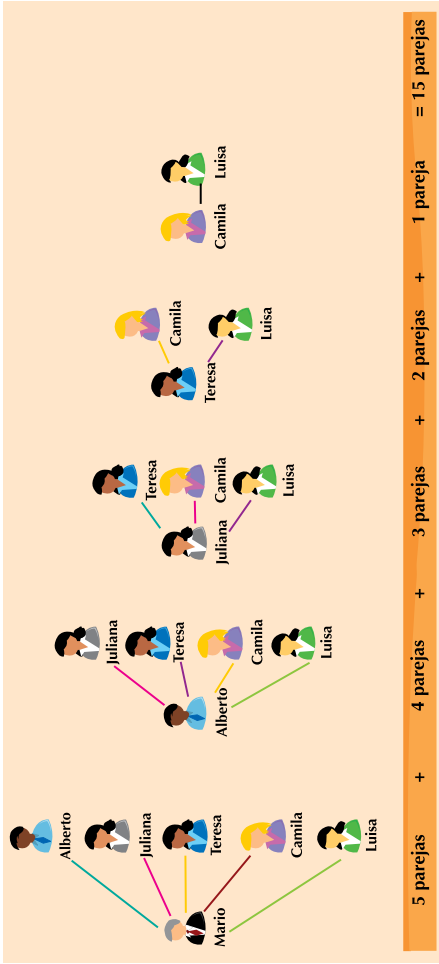 Alberto
Juliana
Teresa
Camila
Luisa
Mario
Juliana
Teresa
Camila
Luisa
Alberto
Teresa
Camila
Luisa
Juliana
Camila
Luisa
Teresa
Luisa
Camila
5 parejas + 4 parejas + 3 parejas + 2 parejas + 1 pareja = 15 parejas